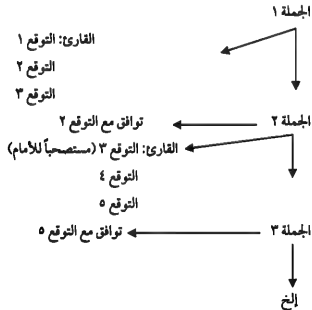 الجملة ١
القارئ: التوقع ١
التوقع ٢
التوقع ٣
الجملة ٢
توافق مع التوقع ٢
القارئ: التوقع ٣ (مستصحباً للأمام)
التوقع ٤
التوقع ٥
الجملة ٣
توافق مع التوقع ٥
إلخ